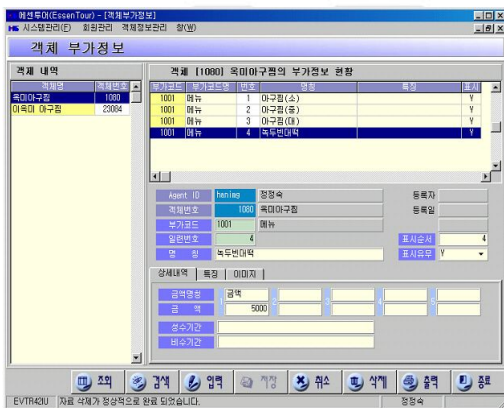 에센투어(EssenTour) - [객체부가정보]
시스템관리(F) 회원관리 객체정보관리 창(W)
객체 부가정보
객체 내역
객체 [1080] 옥미아구찜의 부가정보 현황
객체명 객체번호
옥미아구찜 1080
이옥미 아구찜 23084
부가코드 부가코드명 번호 명칭 특징 표시
1001 메뉴 1 아구찜(소) Y
1001 메뉴 2 아구찜(중) Y
1001 메뉴 3 아구찜(대) Y
1001 메뉴 4 녹두빈대떡 Y
Agent ID 정정숙 등록자
객체번호 1080 옥미아구찜 등록일
부가코드 1001 메뉴
일련번호 4 표시순서 4
명 칭 녹두빈대떡 표시유무 Y
상세내역 특징 이미지
금액명칭 1 금액 2 3 4 5
금 액 5000
성수기간
비수기간
조회 검색 입력 저장 취소 삭제 출력 종료
EVTR42IU 자료 삭제가 정상적으로 완료 되었습니다. 정정숙